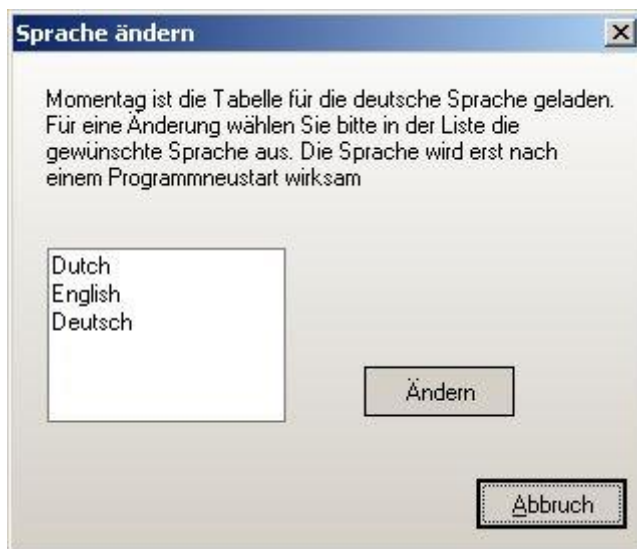 Sprache ändern
Momentag ist die Tabelle für die deutsche Sprache geladen.
Für eine Änderung wählen Sie bitte in der Liste die
gewünschte Sprache aus. Die Sprache wird erst nach
einem Programmneustart wirksam
Dutch
English
Deutsch
Ändern
Abbruch